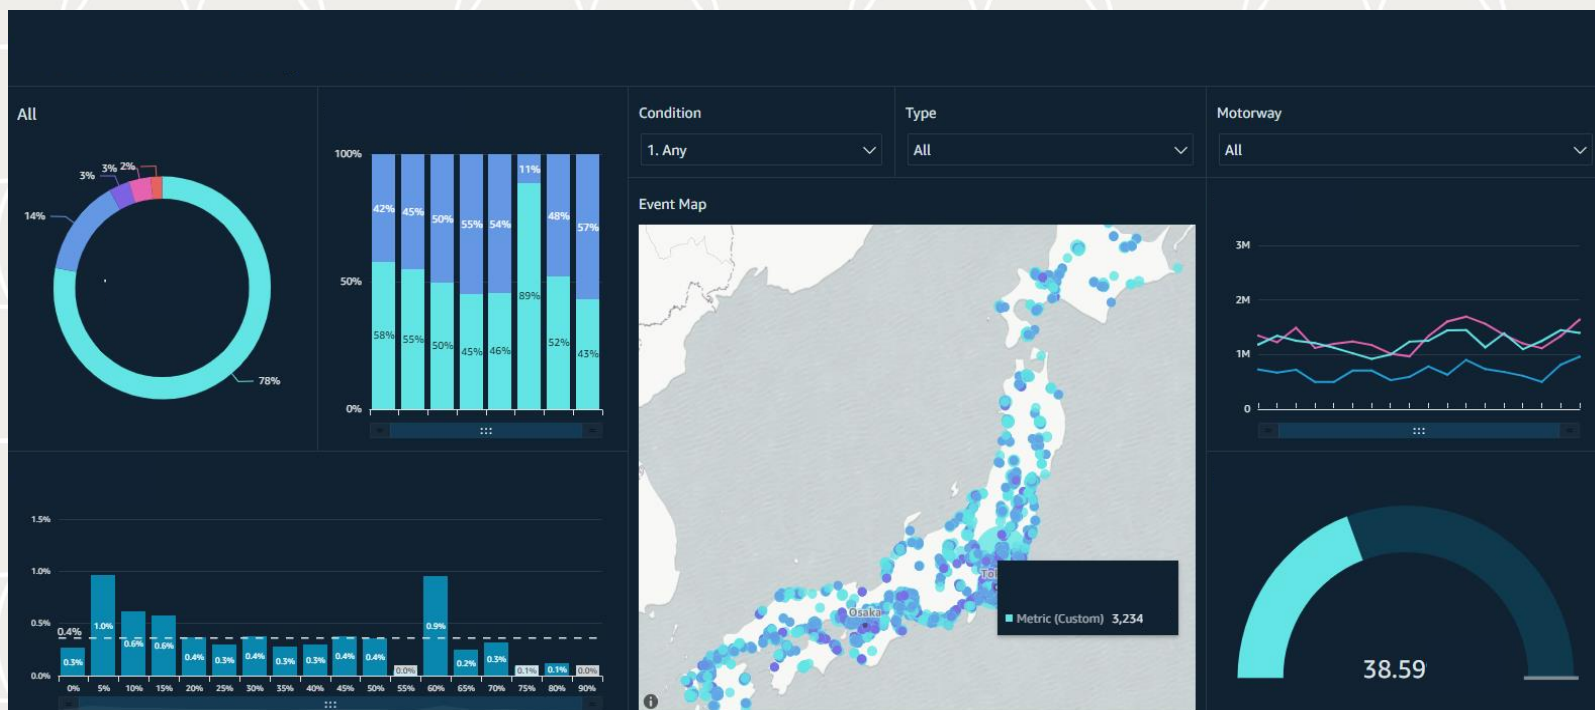 All
3% 2%
3%
14%
78%
100%
50%
0%
42% 45% 50% 55% 54% 11% 48% 57%
58% 55% 50% 45% 46% 89% 52% 43%
Condition
1. Any
Type
All
Motorway
All
Event Map
Osaka
Metric (Custom) 3,234
3M
2M
1M
0
1.5%
1.0%
0.5%
0.0%
0.4%
0.3% 1.0% 0.6% 0.6% 0.4% 0.3% 0.4% 0.3% 0.3% 0.4% 0.4% 0.0% 0.9% 0.2% 0.3% 0.1% 0.1% 0.0%
0% 5% 10% 15% 20% 25% 30% 35% 40% 45% 50% 55% 60% 65% 70% 75% 80% 90%
38.59